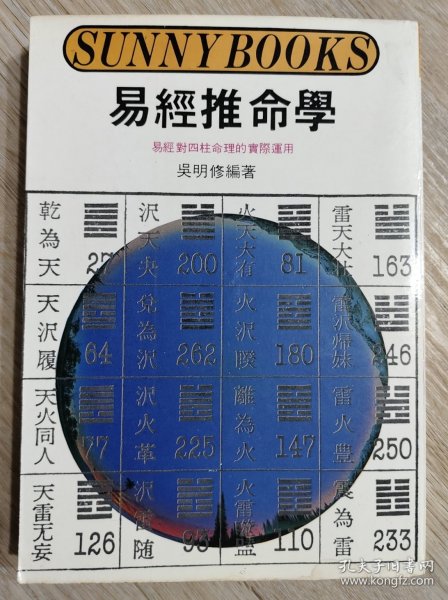 SUNNYBOOKS
易經推命學
易經對四柱命理的實際運用
吳明修編著
乾為天 27
沢天夬 200
火天大有 81
雷天大壮 163
天沢履 64
兌為沢 262
火沢睽 180
雷沢帰妹 246
天火同人 77
沢火革 225
離為火 147
雷火豊 250
天雷无妄 126
沢雷随 95
火雷噬嗑 110
震為雷 233
孔夫子旧书网
www.kongfz.com